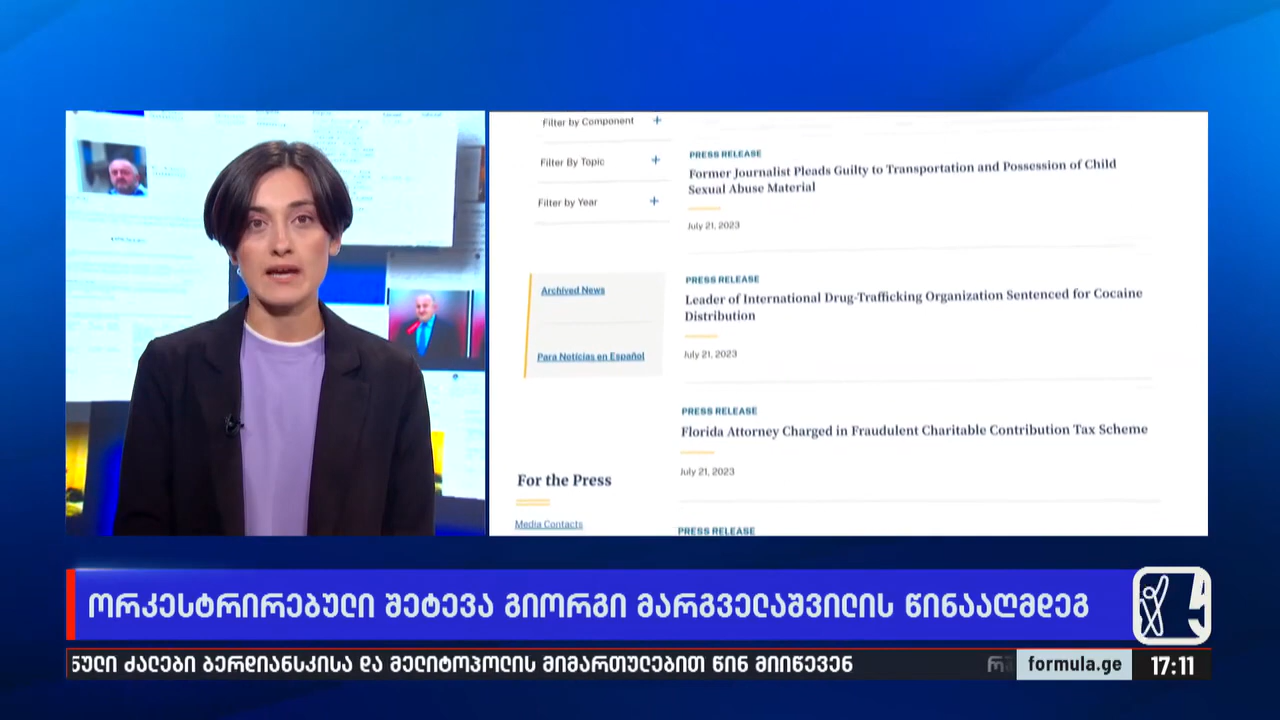 Filter by Component +
Filter By Topic +
Filter by Year +
Archived News
Para Noticias en Español
For the Press
Media Contacts
PRESS RELEASE
Former Journalist Pleads Guilty to Transportation and Possession of Child
Sexual Abuse Material
July 21, 2023
PRESS RELEASE
Leader of International Drug-Trafficking Organization Sentenced for Cocaine
Distribution
July 21, 2023
PRESS RELEASE
Florida Attorney Charged in Fraudulent Charitable Contribution Tax Scheme
July 21, 2023
PRESS RELEASE
ორკესტრირებული შეტევა გიორგი მარგველაშვილის წინააღმდეგ
ძალები ბერდიანსკისა და მელიტოპოლის მიმართულებით წინ მიიწევენ
formula.ge
17:11